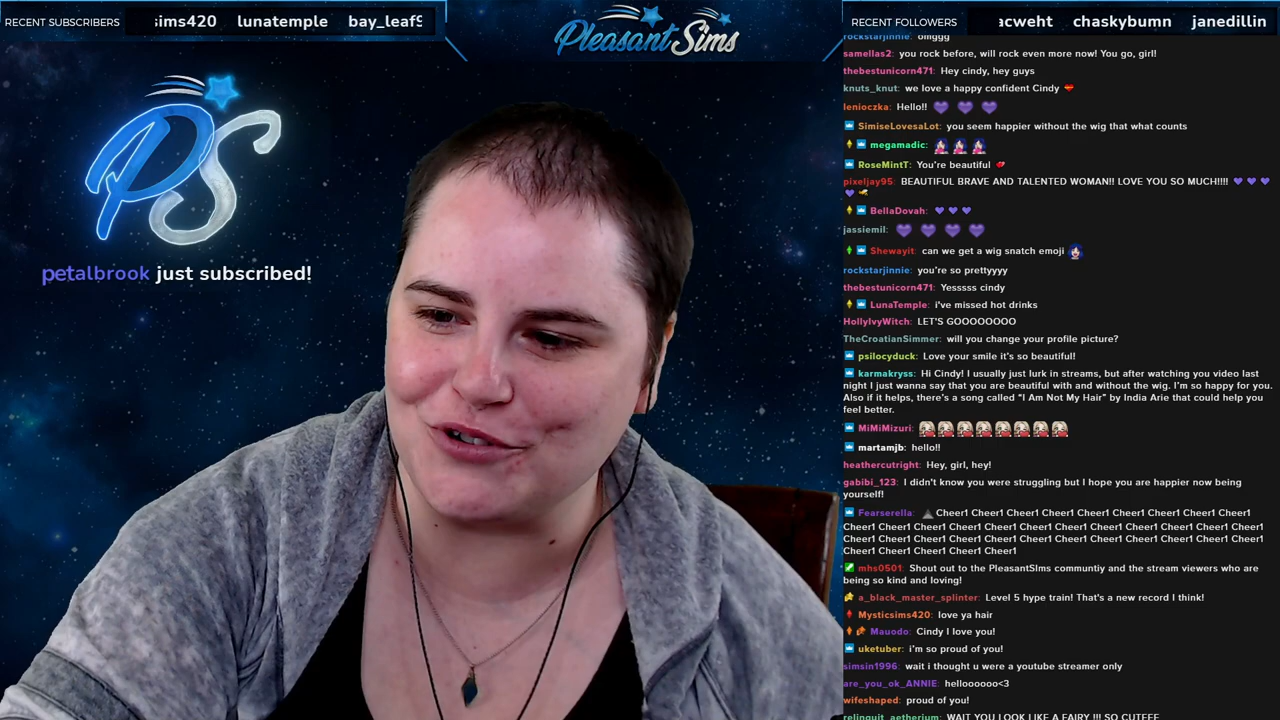 RECENT SUBSCRIBERS
sims420 lunatemple bay_leaf
PleasantSims
RECENT FOLLOWERS
acweht chaskybumn janedillin
PS
petalbrook just subscribed!
rockstarjinnie: omggg
samellas2: you rock before, will rock even more now! You go, girl!
thebestunicorn471: Hey cindy, hey guys
knuts_knut: we love a happy confident Cindy
lenioczka: Hello!!
SimiseLovesaLot: you seem happier without the wig that what counts
megamadic:
RoseMintT: You're beautiful
pixeljay95: BEAUTIFUL BRAVE AND TALENTED WOMAN!! LOVE YOU SO MUCH!!!!
BellaDovah:
jassiemil:
Shewayit: can we get a wig snatch emoji
rockstarjinnie: you're so prettyyyy
thebestunicorn471: Yesssss cindy
LunaTemple: i've missed hot drinks
HollyIvyWitch: LET'S GOOOOOOOO
TheCroatianSimmer: will you change your profile picture?
psilocyduck: Love your smile it's so beautiful!
karmakryss: Hi Cindy! I usually just lurk in streams, but after watching you video last
night I just wanna say that you are beautiful with and without the wig. I'm so happy for you.
Also if it helps, there's a song called "I Am Not My Hair" by India Arie that could help you
feel better.
MiMiMizuri:
martamjb: hello!!
heathercutright: Hey, girl, hey!
gabibi_123: I didn't know you were struggling but I hope you are happier now being
yourself!
Fearserella: Cheer1 Cheer1 Cheer1 Cheer1 Cheer1 Cheer1 Cheer1 Cheer1 Cheer1
Cheer1 Cheer1 Cheer1 Cheer1 Cheer1 Cheer1 Cheer1 Cheer1 Cheer1 Cheer1 Cheer1 Cheer1
Cheer1 Cheer1 Cheer1 Cheer1 Cheer1 Cheer1 Cheer1 Cheer1 Cheer1 Cheer1 Cheer1 Cheer1
Cheer1 Cheer1 Cheer1 Cheer1 Cheer1
mhs0501: Shout out to the PleasantSIms communtiy and the stream viewers who are
being so kind and loving!
a_black_master_splinter: Level 5 hype train! That's a new record I think!
Mysticsims420: love ya hair
Mauodo: Cindy I love you!
uketuber: i'm so proud of you!
simsin1996: wait i thought u were a youtube streamer only
are_you_ok_ANNIE: helloooooo<3
wifeshaped: proud of you!
relinquit_aetherium: WAIT YOU LOOK LIKE A FAIRY !!! SO CUTEEE